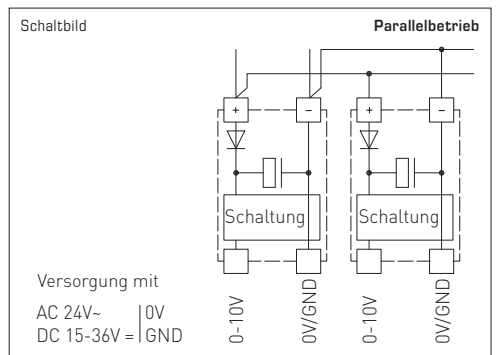 Schaltbild Parallelbetrieb
+ − + −
Schaltung Schaltung
Versorgung mit
AC 24V~ | 0V
DC 15-36V = | GND
0-10V
0V/GND
0-10V
0V/GND